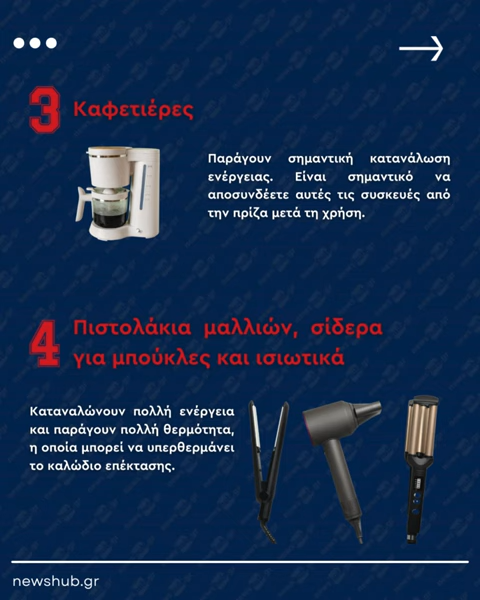 3 Καφετιέρες
Παράγουν σημαντική κατανάλωση
ενέργειας. Είναι σημαντικό να
αποσυνδέετε αυτές τις συσκευές από
την πρίζα μετά τη χρήση.
4 Πιστολάκια μαλλιών, σίδερα
για μπούκλες και ισιωτικά
Καταναλώνουν πολλή ενέργεια
και παράγουν πολλή θερμότητα,
η οποία μπορεί να υπερθερμάνει
το καλώδιο επέκτασης.
newshub.gr